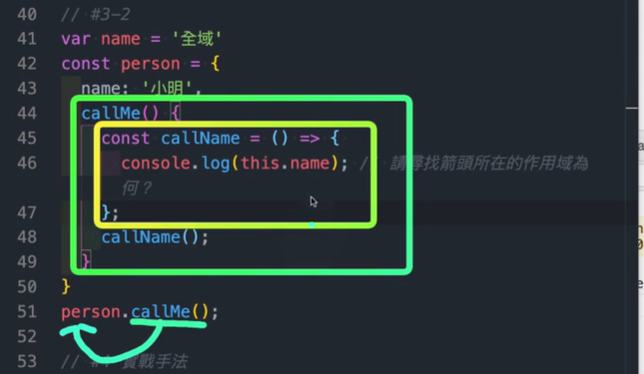 40 // #3-2
41 var name = '全域'
42 const person = {
43 name: '小明',
44 callMe() {
45 const callName = () => {
46 console.log(this.name); // 請尋找箭頭所在的作用域為
何？
47 };
48 callName();
49 }
50 }
51 person.callMe();
52
53 // #4 實戰手法